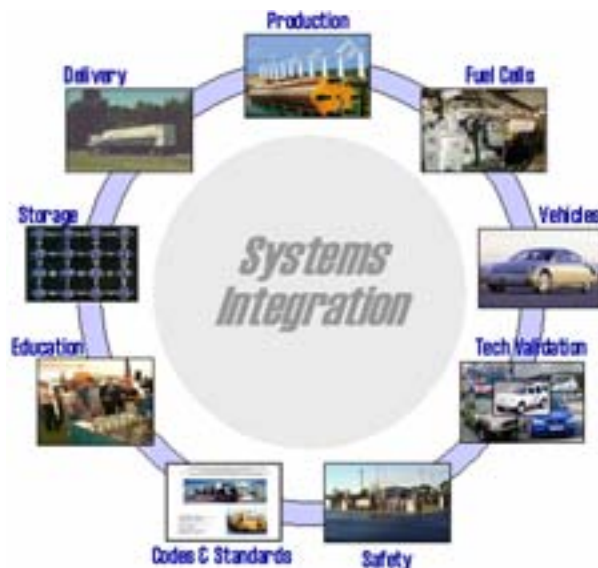 Production
Delivery
Fuel Cells
Storage
Vehicles
Systems
Integration
Education
Tech Validation
Codes & Standards
Safety